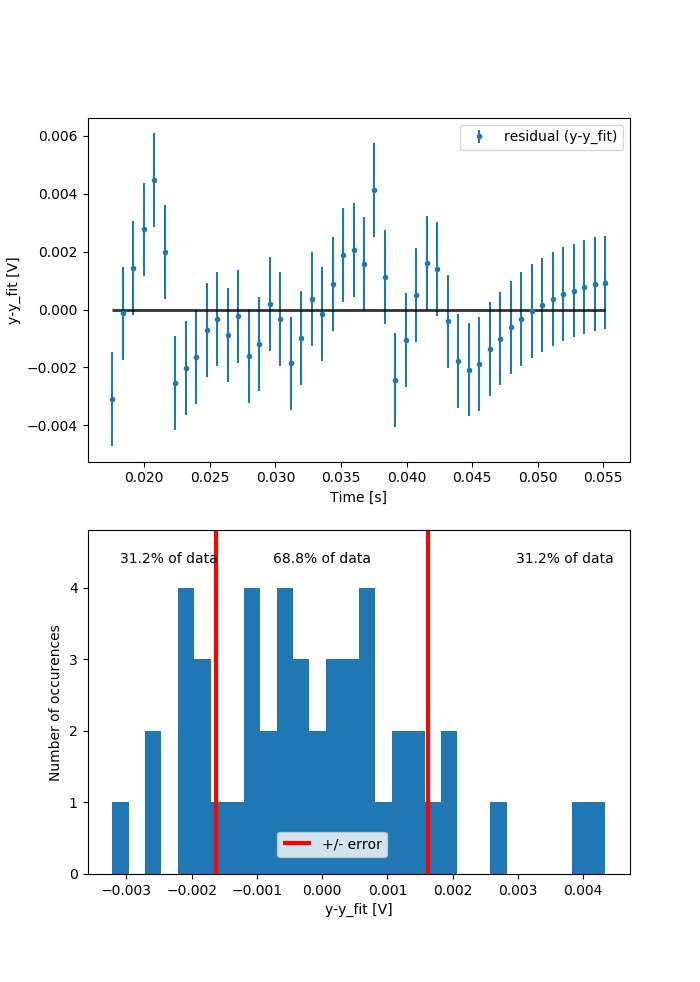 residual (y-y_fit)
0.006
0.004
0.002
0.000
−0.002
−0.004
y-y_fit [V]
0.020 0.025 0.030 0.035 0.040 0.045 0.050 0.055
Time [s]
31.2% of data 68.8% of data 31.2% of data
4
3
2
1
0
Number of occurences
+/- error
−0.003 −0.002 −0.001 0.000 0.001 0.002 0.003 0.004
y-y_fit [V]